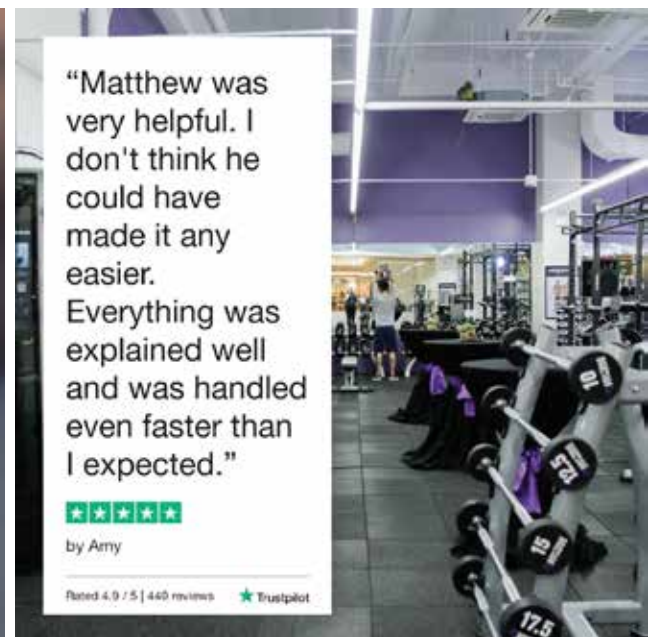 “Matthew was
very helpful. I
don't think he
could have
made it any
easier.
Everything was
explained well
and was handled
even faster than
I expected.”
by Amy
Rated 4.9 / 5 | 449 reviews
Trustpilot
10
12.5
15
17.5